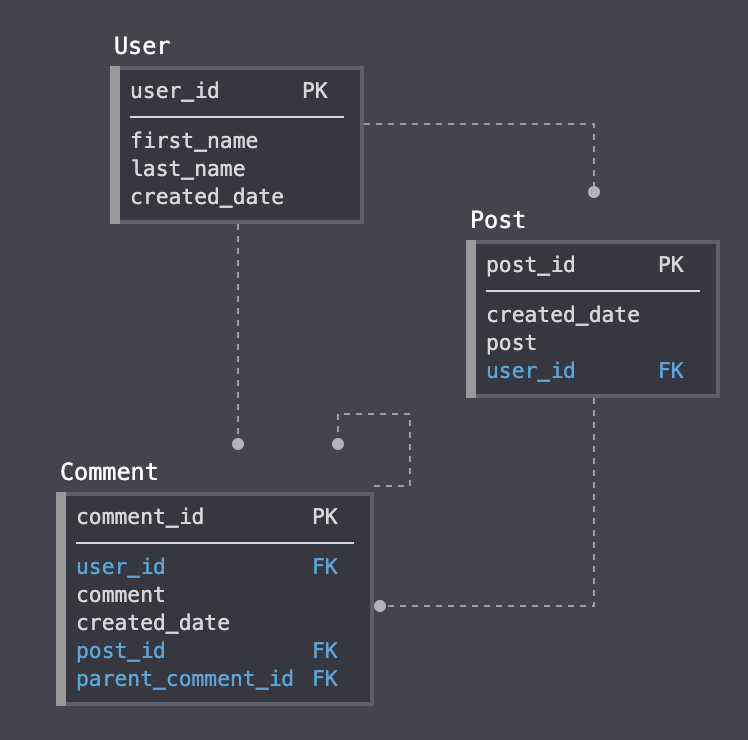 User
user_id PK
first_name
last_name
created_date
Post
post_id PK
created_date
post
user_id FK
Comment
comment_id PK
user_id FK
comment
created_date
post_id FK
parent_comment_id FK